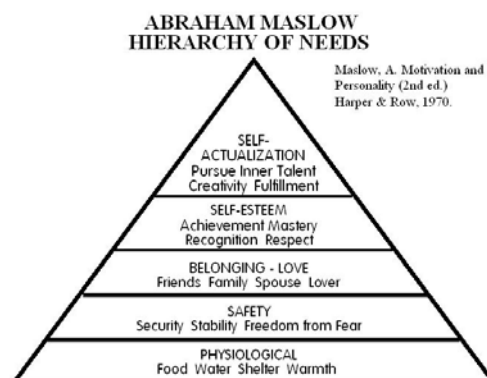 ABRAHAM MASLOW
HIERARCHY OF NEEDS
Maslow, A. Motivation and
Personality (2nd ed.)
Harper & Row, 1970.
SELF-
ACTUALIZATION
Pursue Inner Talent
Creativity Fulfillment
SELF-ESTEEM
Achievement Mastery
Recognition Respect
BELONGING - LOVE
Friends Family Spouse Lover
SAFETY
Security Stability Freedom from Fear
PHYSIOLOGICAL
Food Water Shelter Warmth